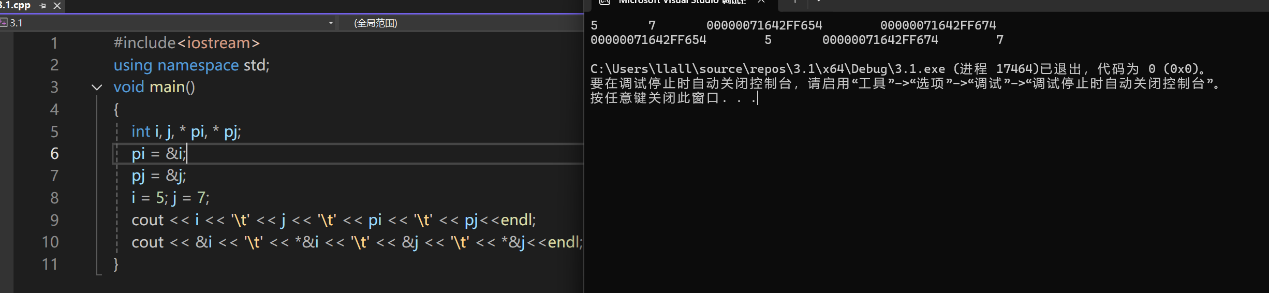 3.1.cpp
3.1
(全局范围)
1 #include<iostream>
2 using namespace std;
3 void main()
4 {
5 int i, j, * pi, * pj;
6 pi = &i;
7 pj = &j;
8 i = 5; j = 7;
9 cout << i << '\t' << j << '\t' << pi << '\t' << pj<<endl;
10 cout << &i << '\t' << *&i << '\t' << &j << '\t' << *&j<<endl;
11 }
Microsoft Visual Studio
5 7 00000071642FF654 00000071642FF674
00000071642FF654 5 00000071642FF674 7
C:\Users\llall\source\repos\3.1\x64\Debug\3.1.exe (进程 17464)已退出，代码为 0 (0x0)。
要在调试停止时自动关闭控制台，请启用“工具”->“选项”->“调试”->“调试停止时自动关闭控制台”。
按任意键关闭此窗口. . .